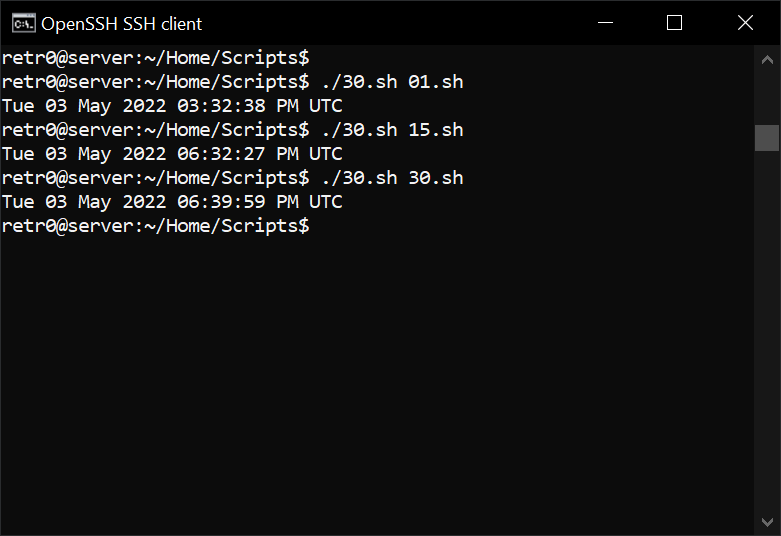 OpenSSH SSH client
retr0@server:~/Home/Scripts$
retr0@server:~/Home/Scripts$ ./30.sh 01.sh
Tue 03 May 2022 03:32:38 PM UTC
retr0@server:~/Home/Scripts$ ./30.sh 15.sh
Tue 03 May 2022 06:32:27 PM UTC
retr0@server:~/Home/Scripts$ ./30.sh 30.sh
Tue 03 May 2022 06:39:59 PM UTC
retr0@server:~/Home/Scripts$